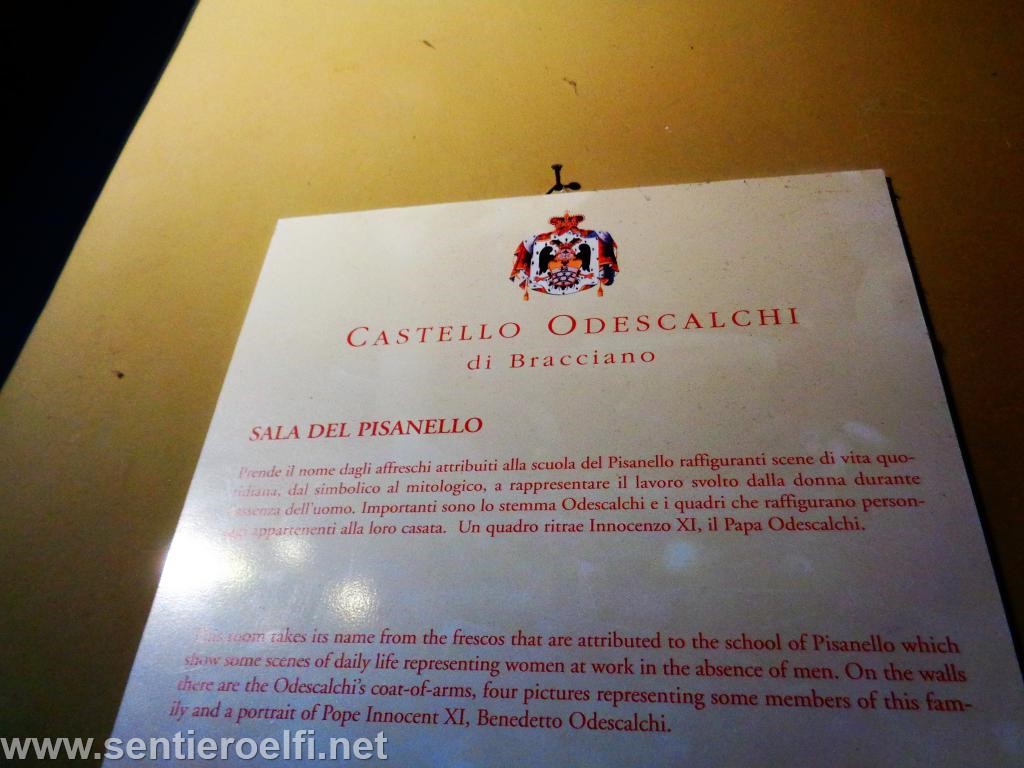 CASTELLO ODESCALCHI
di Bracciano
SALA DEL PISANELLO
Prende il nome dagli affreschi attribuiti alla scuola del Pisanello raffiguranti scene di vita quo-
tidiana, dal simbolico al mitologico, a rappresentare il lavoro svolto dalla donna durante
l'assenza dell'uomo. Importanti sono lo stemma Odescalchi e i quadri che raffigurano person-
aggi appartenenti alla loro casata. Un quadro ritrae Innocenzo XI, il Papa Odescalchi.
This room takes its name from the frescos that are attributed to the school of Pisanello which
show some scenes of daily life representing women at work in the absence of men. On the walls
there are the Odescalchi's coat-of-arms, four pictures representing some members of this fam-
ily and a portrait of Pope Innocent XI, Benedetto Odescalchi.
www.sentieroelfi.net